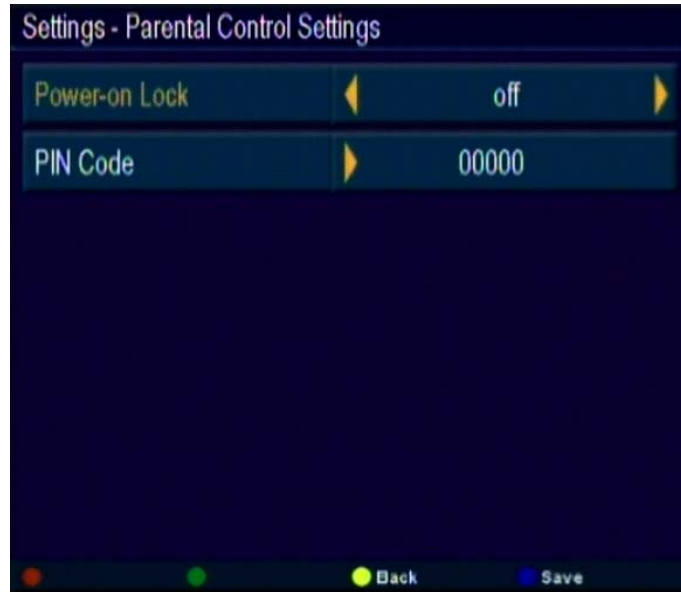 Settings - Parental Control Settings
Power-on Lock off
PIN Code 00000
Back Save